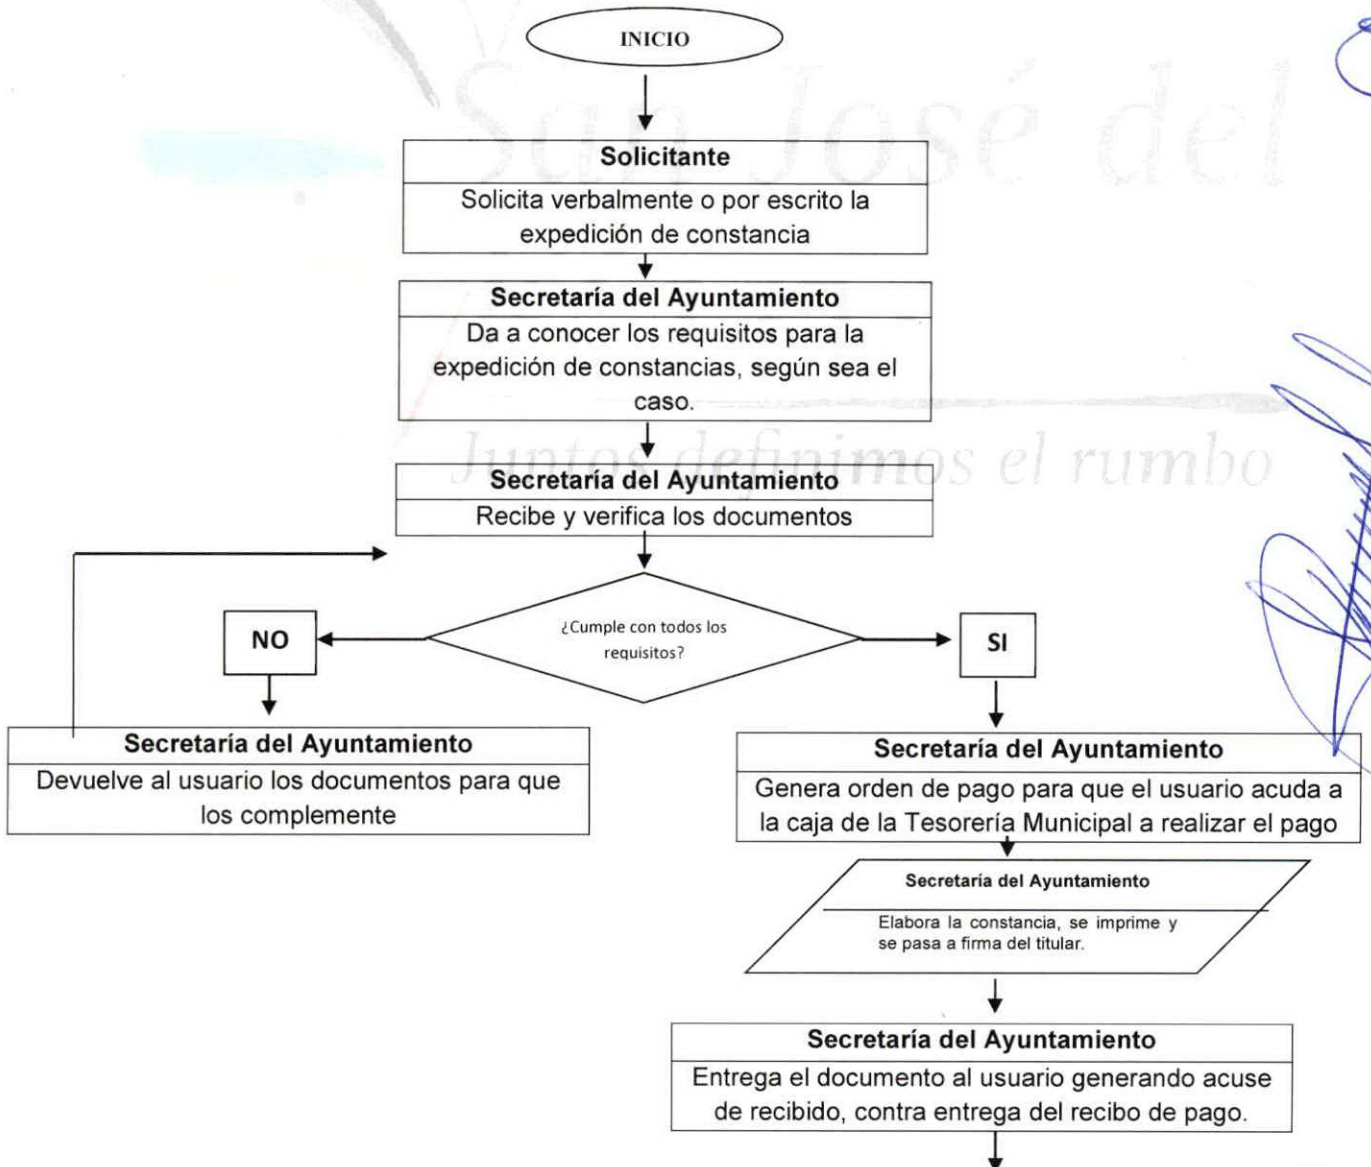 INICIO
San José del
Solicitante
Solicita verbalmente o por escrito la
expedición de constancia
Secretaría del Ayuntamiento
Da a conocer los requisitos para la
expedición de constancias, según sea el
caso.
Juntos definimos el rumbo
Secretaría del Ayuntamiento
Recibe y verifica los documentos
¿Cumple con todos los
requisitos?
NO
SI
Secretaría del Ayuntamiento
Devuelve al usuario los documentos para que
los complemente
Secretaría del Ayuntamiento
Genera orden de pago para que el usuario acuda a
la caja de la Tesorería Municipal a realizar el pago
Secretaría del Ayuntamiento
Elabora la constancia, se imprime y
se pasa a firma del titular.
Secretaría del Ayuntamiento
Entrega el documento al usuario generando acuse
de recibido, contra entrega del recibo de pago.